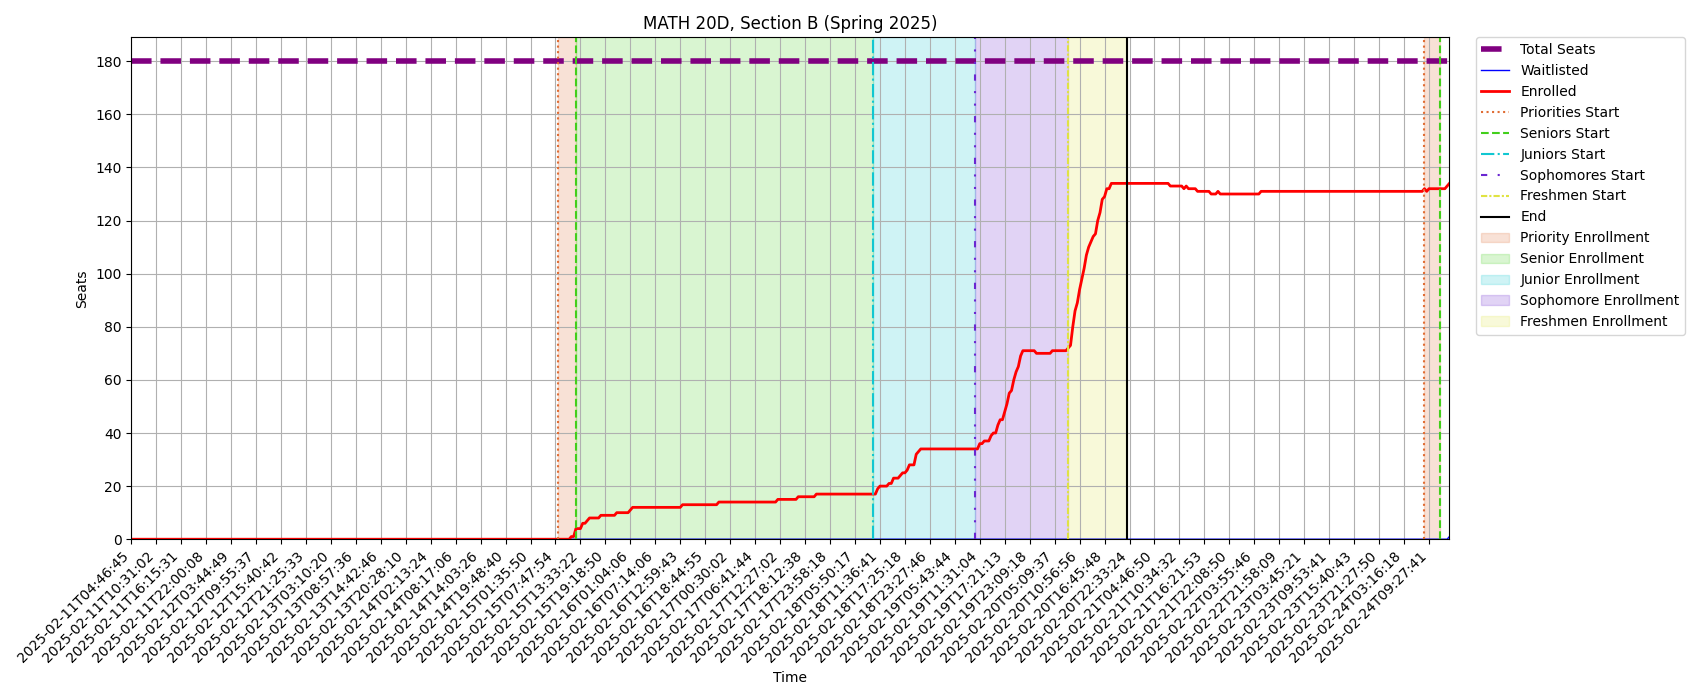 MATH 20D, Section B (Spring 2025)
Seats
180
160
140
120
100
80
60
40
20
0
2025-02-11T04:46:45
2025-02-11T10:31:02
2025-02-11T16:15:31
2025-02-11T22:00:08
2025-02-12T03:44:49
2025-02-12T09:55:37
2025-02-12T15:40:42
2025-02-12T21:25:33
2025-02-13T03:10:20
2025-02-13T08:57:36
2025-02-13T14:42:46
2025-02-13T20:28:10
2025-02-14T02:13:24
2025-02-14T08:17:06
2025-02-14T14:03:26
2025-02-14T19:48:40
2025-02-15T01:35:50
2025-02-15T07:47:54
2025-02-15T13:33:22
2025-02-15T19:18:50
2025-02-16T01:04:06
2025-02-16T07:14:06
2025-02-16T12:59:43
2025-02-16T18:44:55
2025-02-17T00:30:02
2025-02-17T06:41:44
2025-02-17T12:27:02
2025-02-17T18:12:38
2025-02-17T23:58:18
2025-02-18T05:50:17
2025-02-18T11:36:41
2025-02-18T17:25:19
2025-02-18T23:27:46
2025-02-19T05:43:44
2025-02-19T11:31:04
2025-02-19T17:21:13
2025-02-19T23:09:18
2025-02-20T05:09:37
2025-02-20T10:56:56
2025-02-20T16:45:48
2025-02-20T22:35:24
2025-02-21T04:46:50
2025-02-21T10:34:32
2025-02-21T16:21:53
2025-02-21T22:08:50
2025-02-22T03:55:46
2025-02-22T21:58:09
2025-02-23T03:45:21
2025-02-23T09:53:41
2025-02-23T15:40:43
2025-02-23T21:27:50
2025-02-24T03:16:18
2025-02-24T09:27:41
Time
Total Seats
Waitlisted
Enrolled
Priorities Start
Seniors Start
Juniors Start
Sophomores Start
Freshmen Start
End
Priority Enrollment
Senior Enrollment
Junior Enrollment
Sophomore Enrollment
Freshmen Enrollment